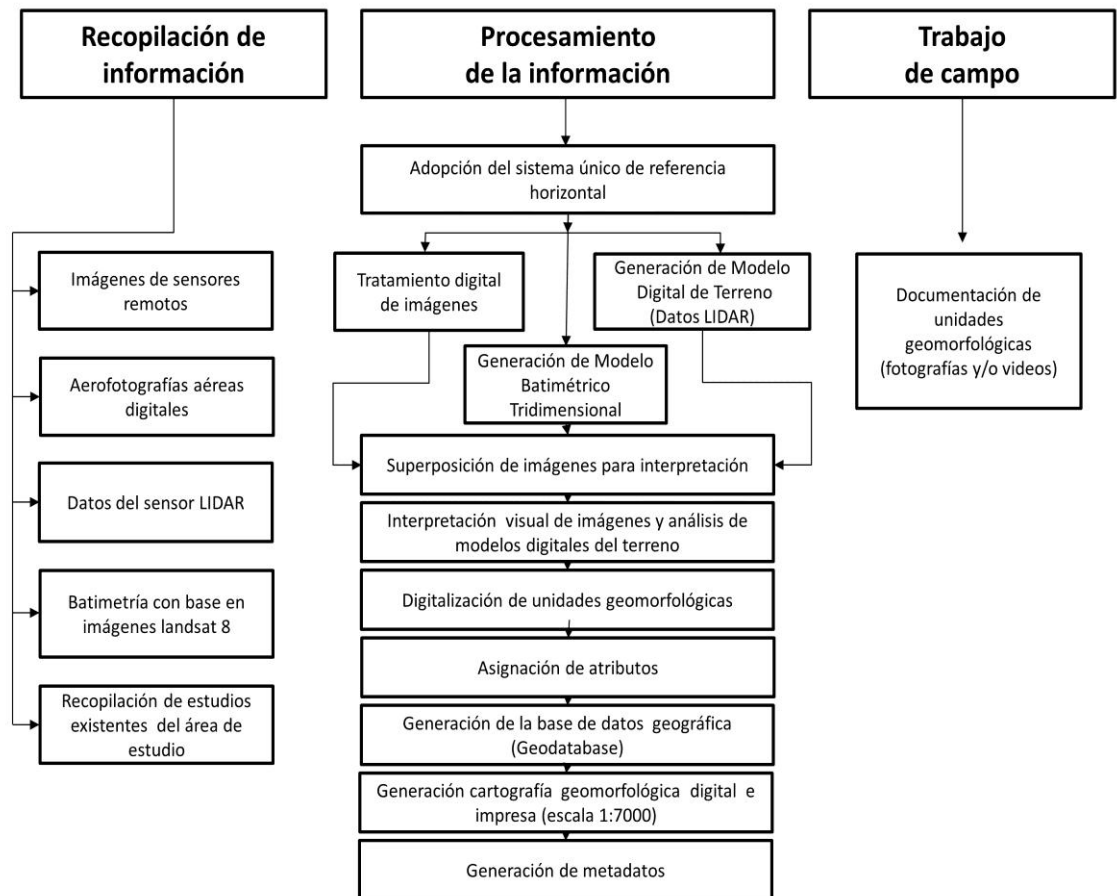 Recopilación de
información
Imágenes de sensores
remotos
Aerofotografías aéreas
digitales
Datos del sensor LIDAR
Batimetría con base en
imágenes landsat 8
Recopilación de estudios
existentes del área de
estudio
Procesamiento
de la información
Adopción del sistema único de referencia
horizontal
Tratamiento digital
de imágenes
Generación de Modelo
Digital de Terreno
(Datos LIDAR)
Generación de Modelo
Batimétrico
Tridimensional
Superposición de imágenes para interpretación
Interpretación visual de imágenes y análisis de
modelos digitales del terreno
Digitalización de unidades geomorfológicas
Asignación de atributos
Generación de la base de datos geográfica
(Geodatabase)
Generación cartografía geomorfológica digital e
impresa (escala 1:7000)
Generación de metadatos
Trabajo
de campo
Documentación de
unidades
geomorfológicas
(fotografías y/o videos)